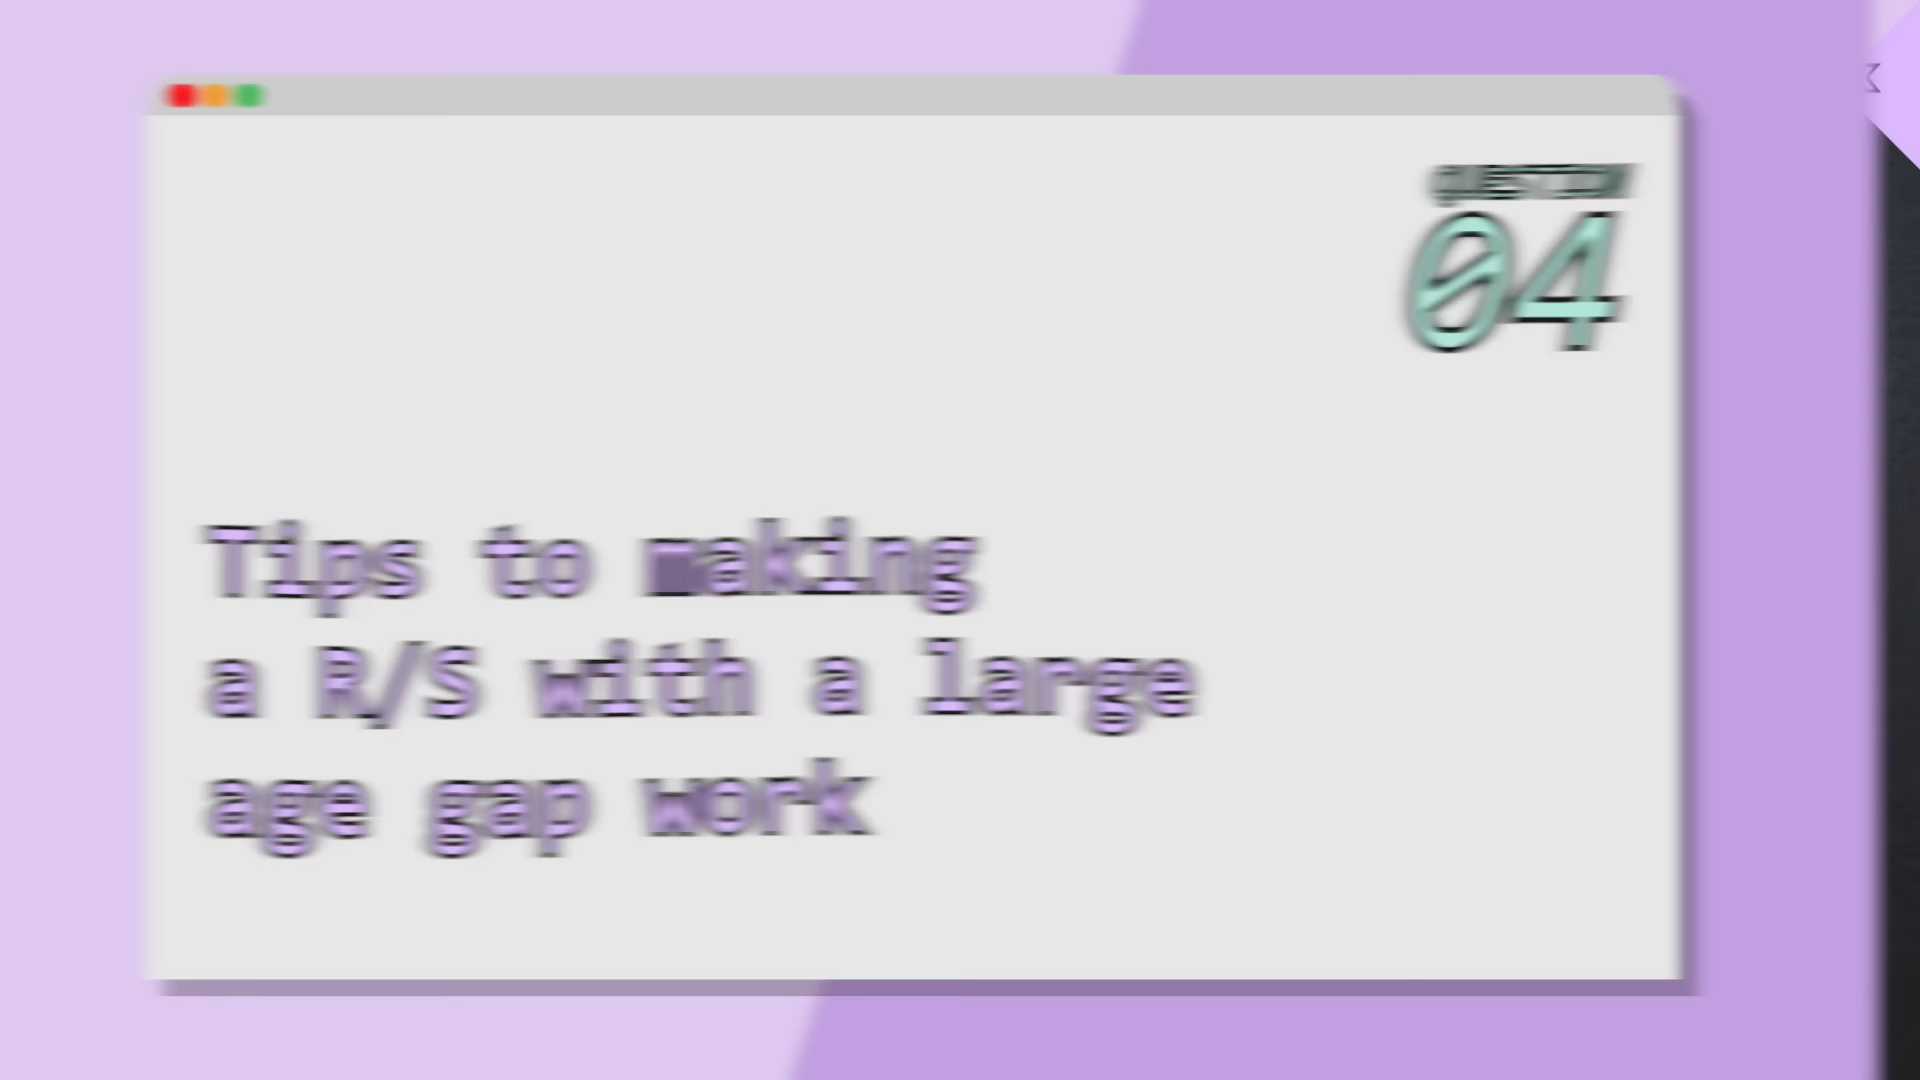 QUESTION
04
Tips to making
a R/S with a large
age gap work